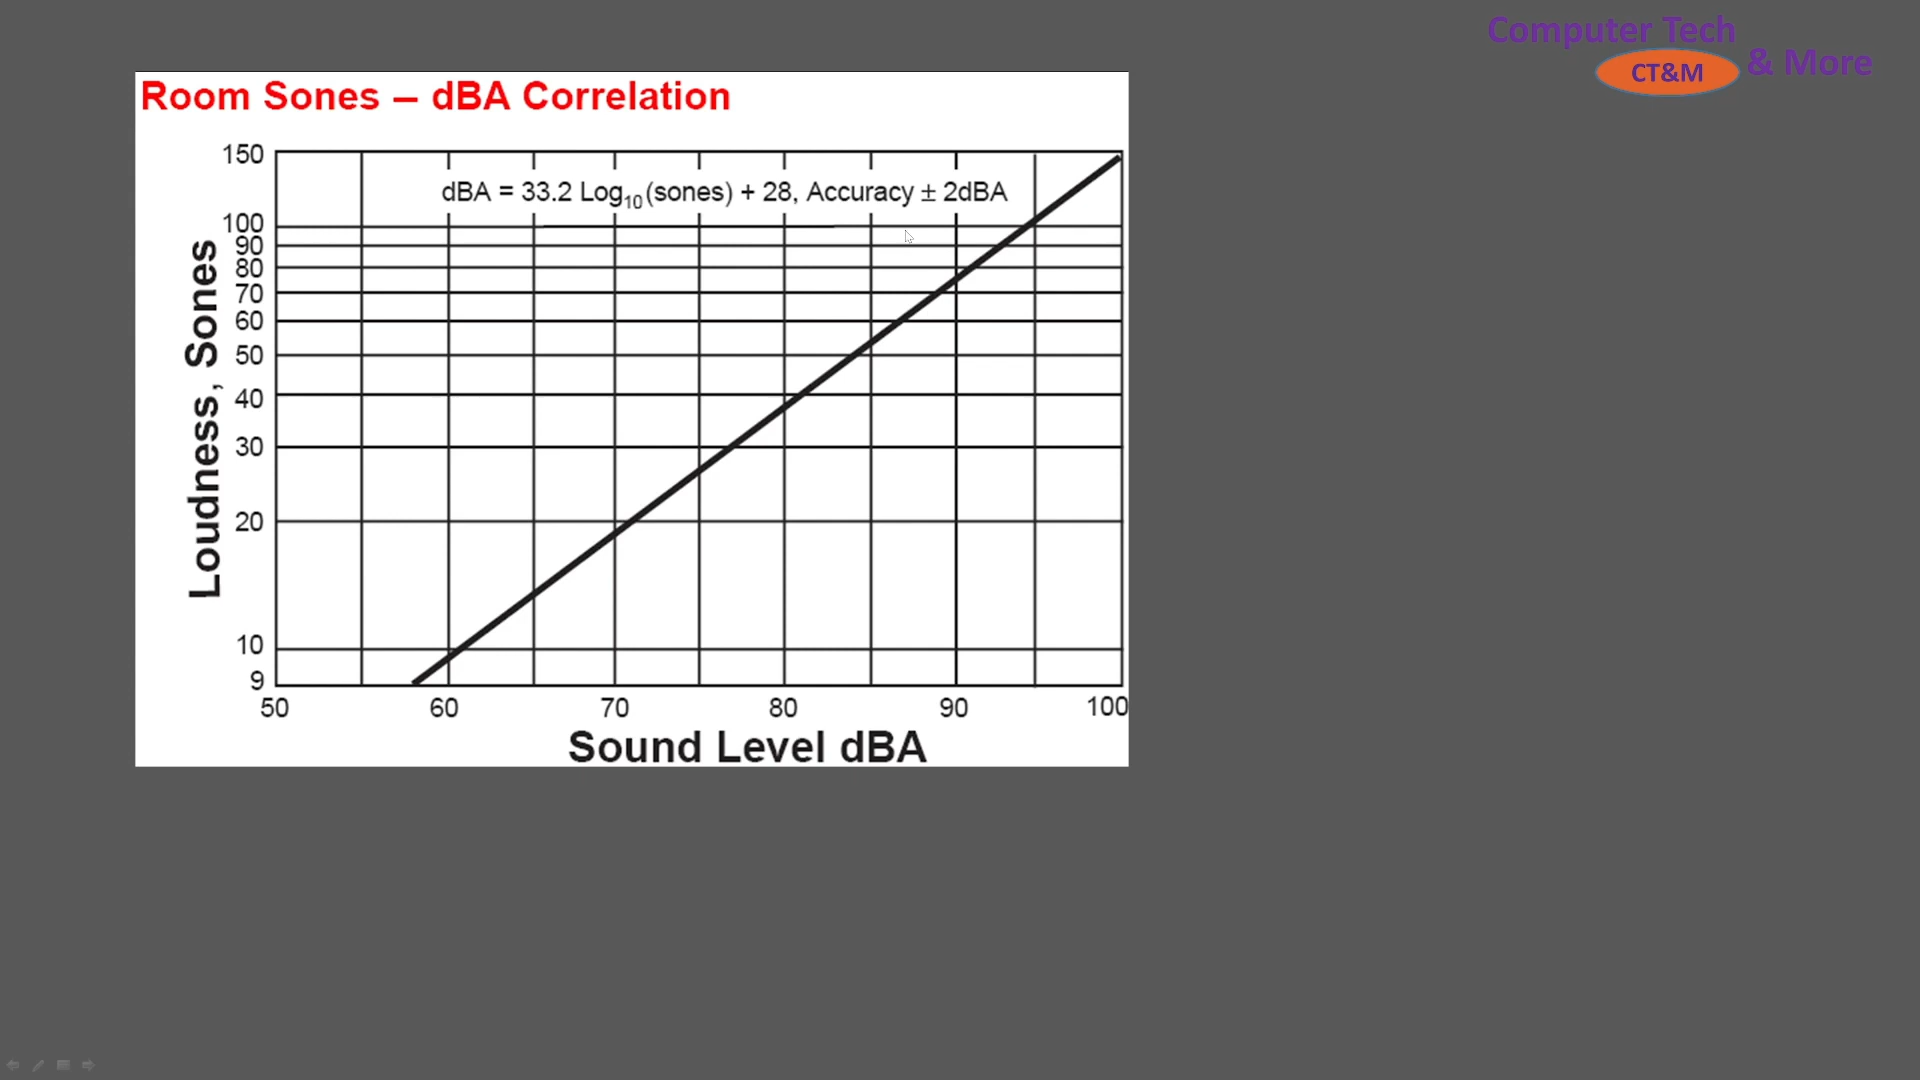 Computer Tech
CT&M
& More
Room Sones – dBA Correlation
dBA = 33.2 Log10(sones) + 28, Accuracy ± 2dBA
Loudness, Sones
150
100
90
80
70
60
50
40
30
20
10
9
50 60 70 80 90 100
Sound Level dBA